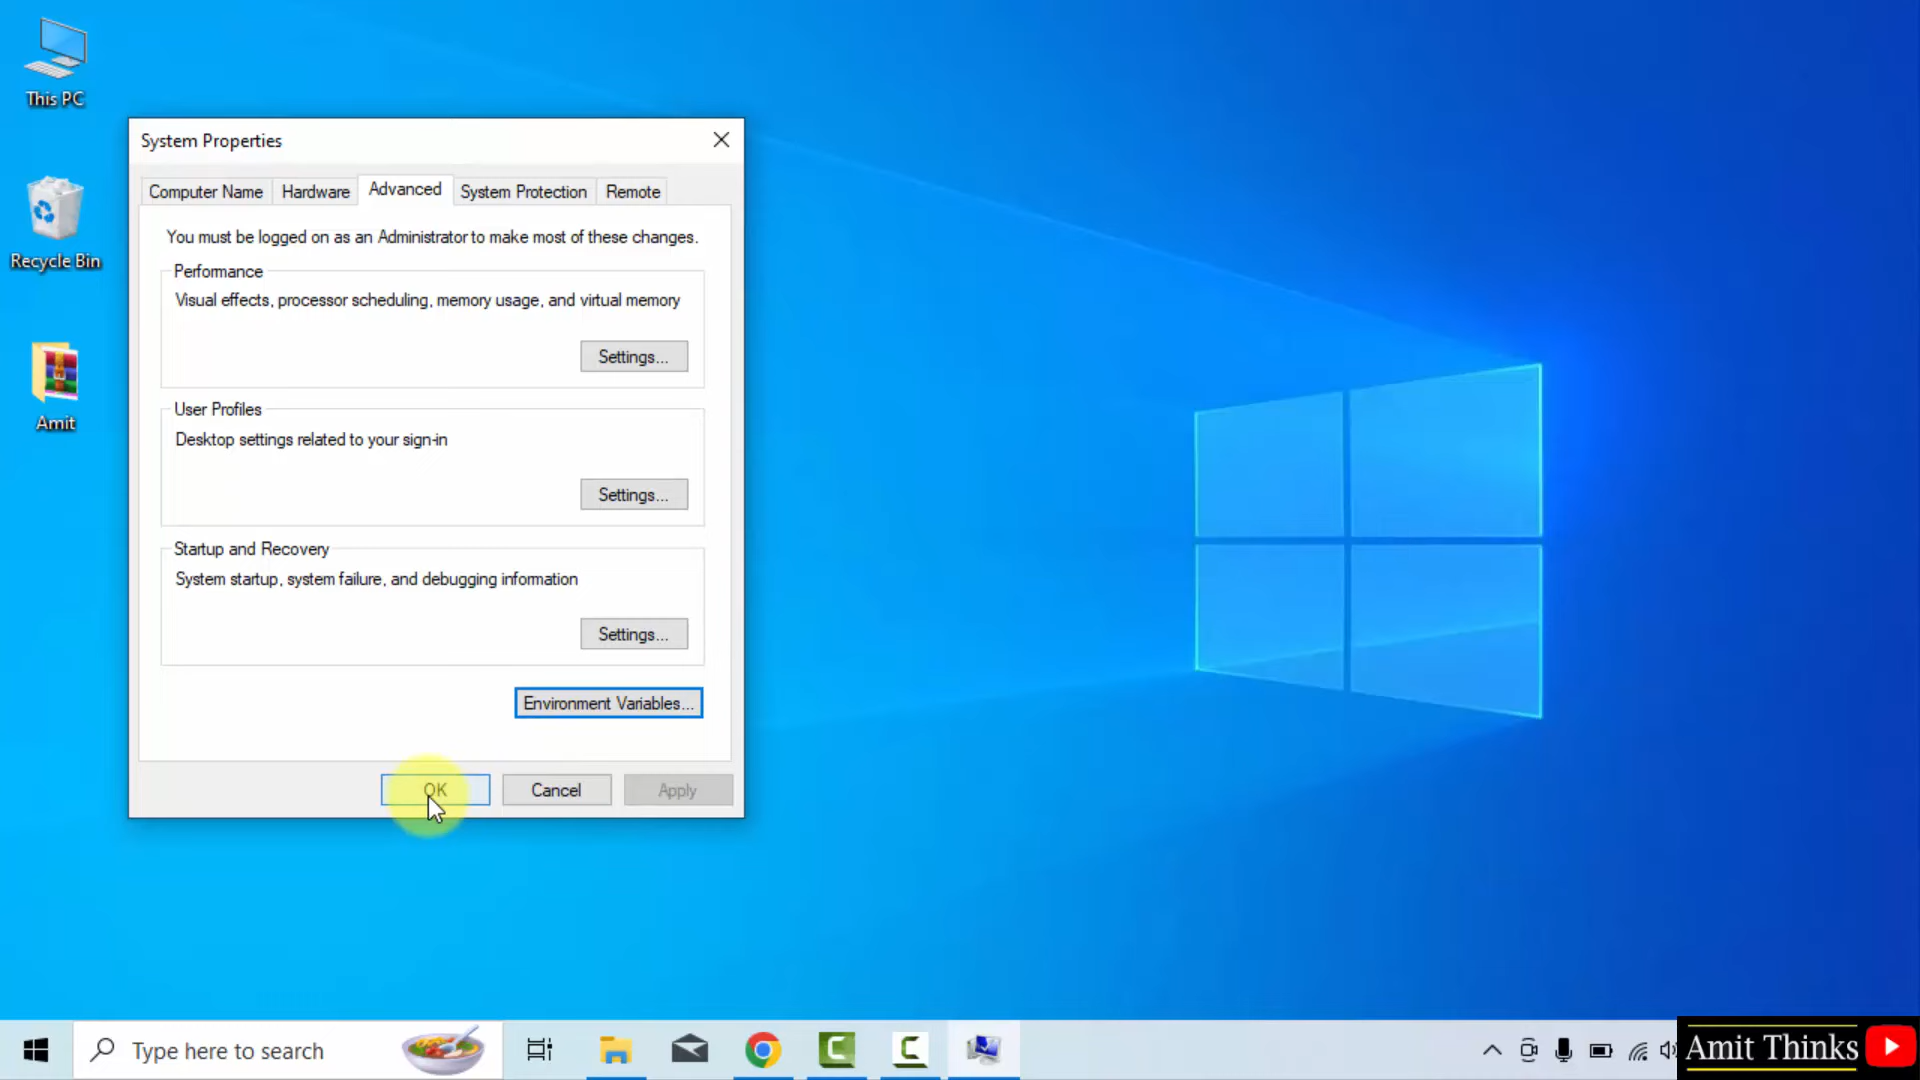 This PC
Recycle Bin
Amit
System Properties
Computer Name
Hardware
Advanced
System Protection
Remote
You must be logged on as an Administrator to make most of these changes.
Performance
Visual effects, processor scheduling, memory usage, and virtual memory
Settings...
User Profiles
Desktop settings related to your sign-in
Settings...
Startup and Recovery
System startup, system failure, and debugging information
Settings...
Environment Variables...
OK
Cancel
Apply
Type here to search
Amit Thinks